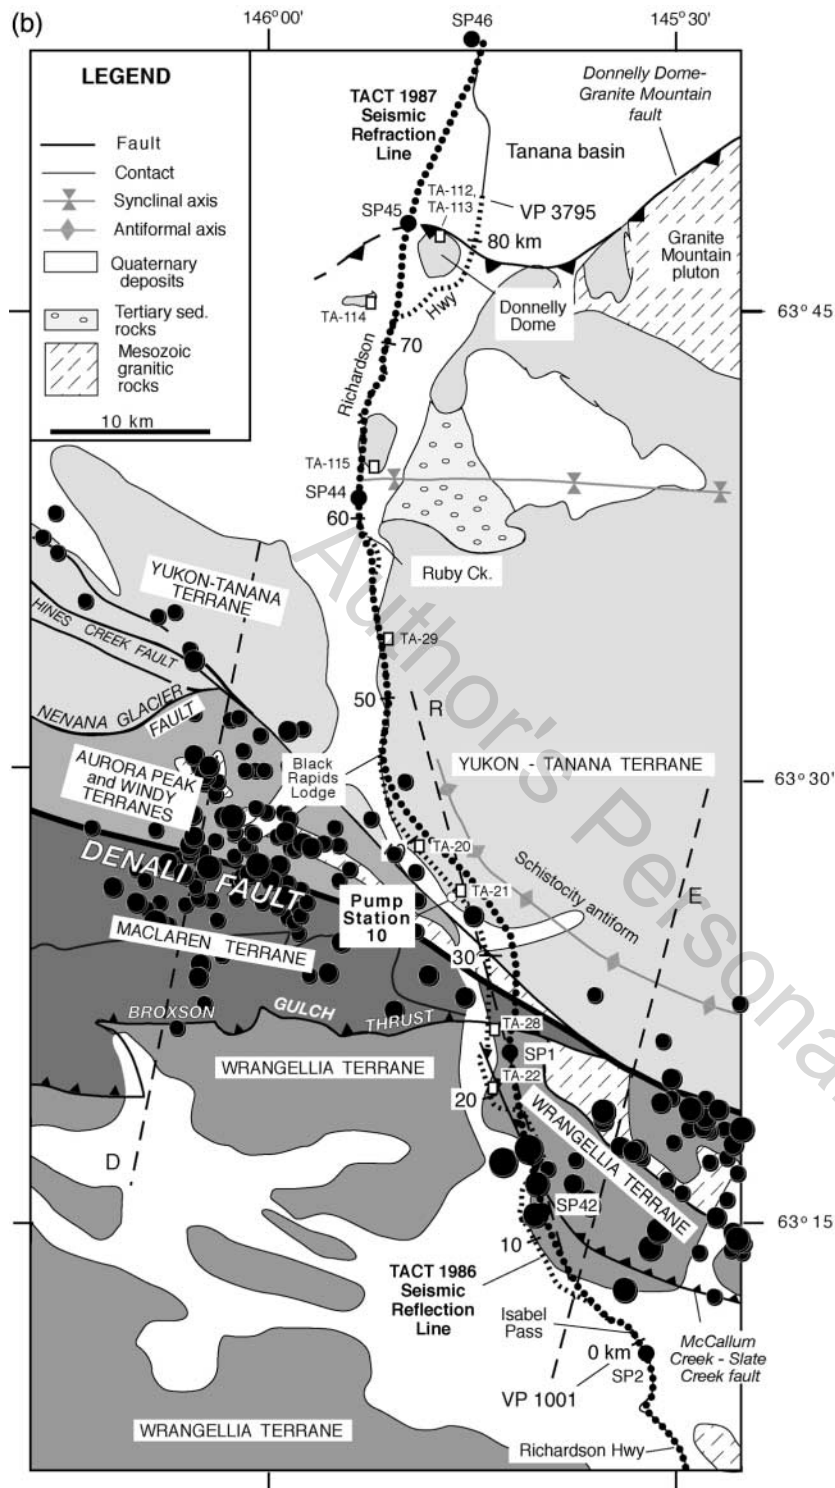 (b)
146°00'
SP46
145°30'
LEGEND
Fault
Contact
Synclinal axis
Antiformal axis
Quaternary
deposits
Tertiary sed.
rocks
Mesozoic
granitic
rocks
10 km
TACT 1987
Seismic
Refraction
Line
Donnelly Dome-
Granite Mountain
fault
Tanana basin
TA-112,
TA-113
VP 3795
SP45
80 km
Granite
Mountain
pluton
Hwy
Donnelly
Dome
TA-114
63° 45
70
Richardson
TA-115
SP44
60
Ruby Ck.
YUKON-TANANA
TERRANE
HINES CREEK FAULT
TA-29
NENANA GLACIER
FAULT
50
R
Black
Rapids
Lodge
YUKON - TANANA TERRANE
63° 30'
AURORA PEAK
and WINDY
TERRANES
TA-20
DENALI FAULT
Schistocity antiform
TA-21
E
Pump
Station
10
MACLAREN TERRANE
30
BROXSON GULCH THRUST
TA-28
SP1
WRANGELLIA TERRANE
TA-22
20
WRANGELLIA TERRANE
D
SP42
63° 15
10
TACT 1986
Seismic
Reflection
Line
Isabel
Pass
0 km
SP2
McCallum
Creek - Slate
Creek fault
VP 1001
WRANGELLIA TERRANE
Richardson Hwy
Author's Personal